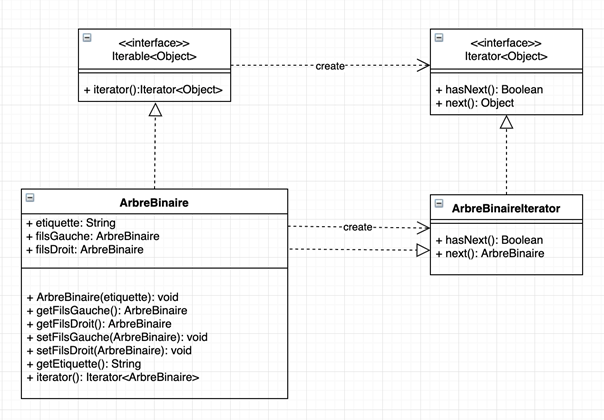 <<interface>>
Iterable<Object>
+ iterator():Iterator<Object>
create
<<interface>>
Iterator<Object>
+ hasNext(): Boolean
+ next(): Object
ArbreBinaire
+ etiquette: String
+ filsGauche: ArbreBinaire
+ filsDroit: ArbreBinaire
+ ArbreBinaire(etiquette): void
+ getFilsGauche(): ArbreBinaire
+ getFilsDroit(): ArbreBinaire
+ setFilsGauche(ArbreBinaire): void
+ setFilsDroit(ArbreBinaire): void
+ getEtiquette(): String
+ iterator(): Iterator<ArbreBinaire>
create
ArbreBinaireIterator
+ hasNext(): Boolean
+ next(): ArbreBinaire